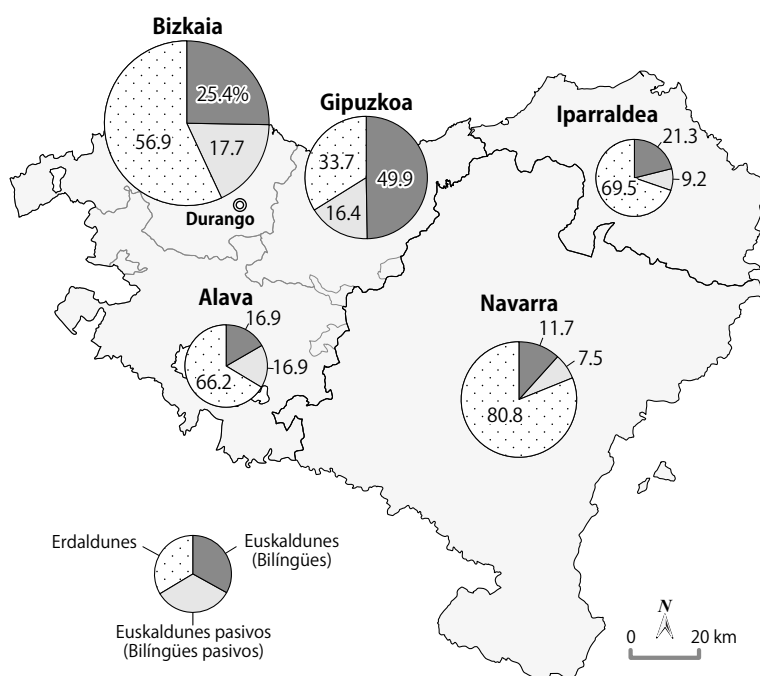 Bizkaia
25.4%
56.9
17.7
Durango
Gipuzkoa
33.7
49.9
16.4
Iparraldea
21.3
69.5
9.2
Alava
16.9
16.9
66.2
Navarra
11.7
7.5
80.8
Erdaldunes
Euskaldunes
(Bilíngües)
Euskaldunes pasivos
(Bilíngües pasivos)
N
0 20 km